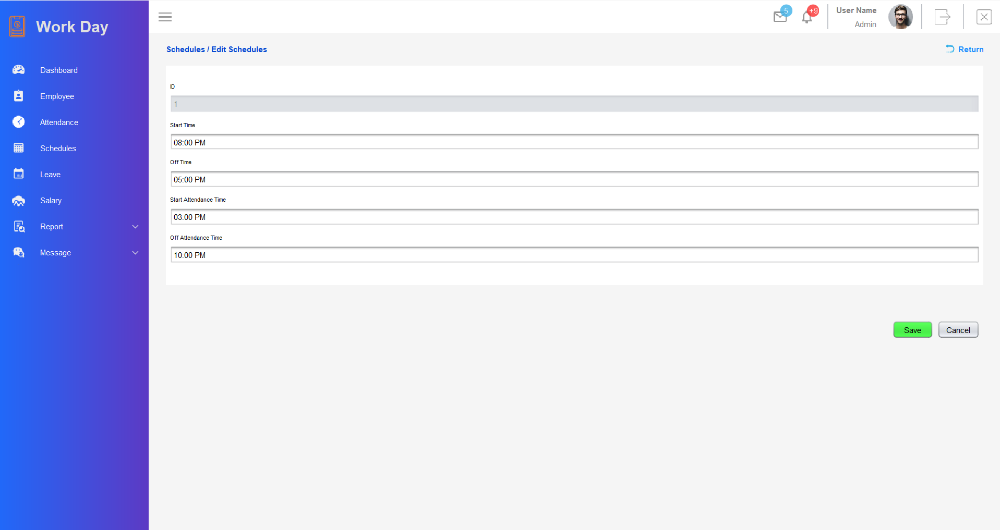 Work Day
5
+9
User Name
Admin
Schedules / Edit Schedules
Return
Dashboard
Employee
Attendance
Schedules
SU
Leave
Salary
Report
Message
ID
1
Start Time
08:00 PM
Off Time
05:00 PM
Start Attendance Time
03:00 PM
Off Attendance Time
10:00 PM
Save
Cancel